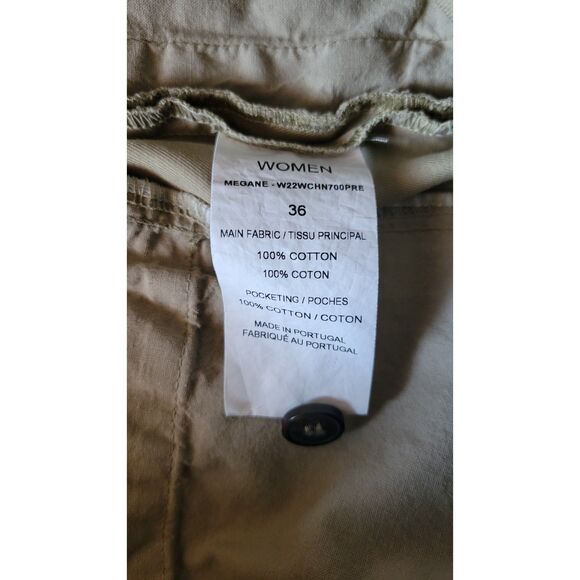 WOMEN
MEGANE - W22WCHN700PRE
36
MAIN FABRIC / TISSU PRINCIPAL
100% COTTON
100% COTON
POCKETING / POCHES
100% COTTON / COTON
MADE IN PORTUGAL
FABRIQUÉ AU PORTUGAL